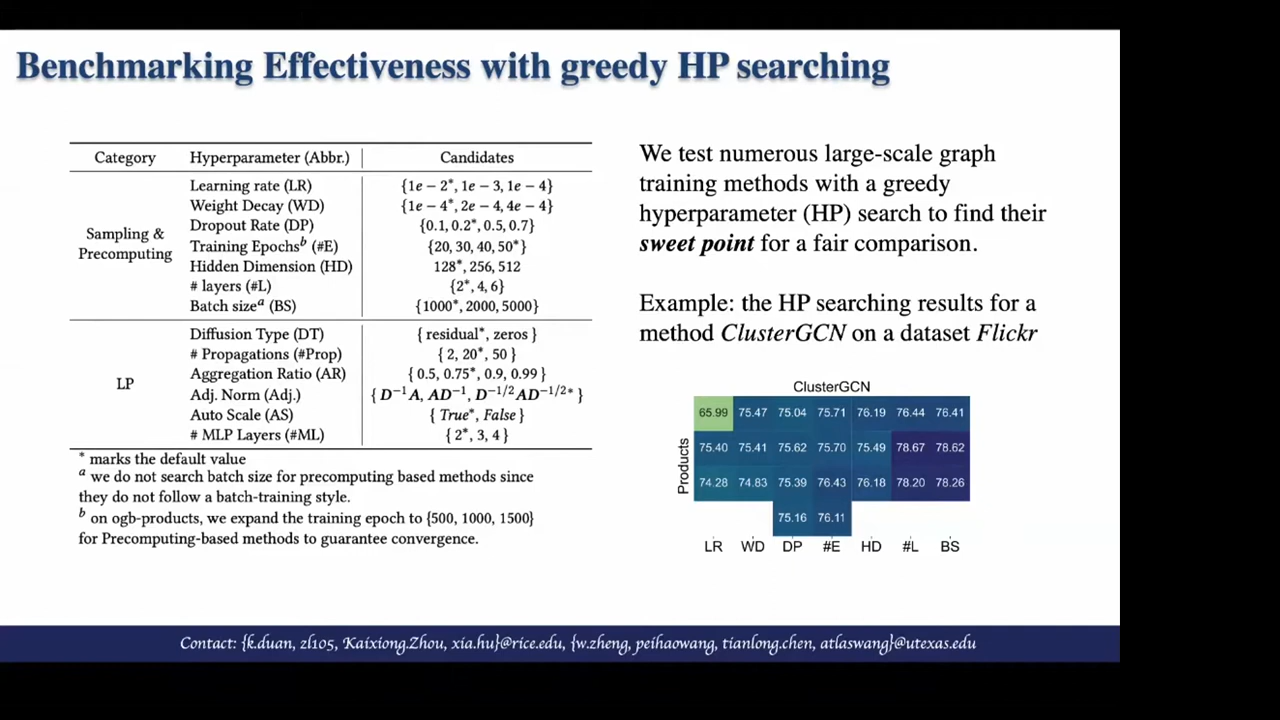 Benchmarking Effectiveness with greedy HP searching
Category Hyperparameter (Abbr.) Candidates
Sampling & Precomputing
Learning rate (LR) {1e − 2*, 1e − 3, 1e − 4}
Weight Decay (WD) {1e − 4*, 2e − 4, 4e − 4}
Dropout Rate (DP) {0.1, 0.2*, 0.5, 0.7}
Training Epochs^b (#E) {20, 30, 40, 50*}
Hidden Dimension (HD) 128*, 256, 512
# layers (#L) {2*, 4, 6}
Batch size^a (BS) {1000*, 2000, 5000}
LP
Diffusion Type (DT) { residual*, zeros }
# Propagations (#Prop) { 2, 20*, 50 }
Aggregation Ratio (AR) { 0.5, 0.75*, 0.9, 0.99 }
Adj. Norm (Adj.) { D^−1A, AD^−1, D^−1/2AD^−1/2* }
Auto Scale (AS) { True*, False }
# MLP Layers (#ML) { 2*, 3, 4 }
* marks the default value
a we do not search batch size for precomputing based methods since
they do not follow a batch-training style.
b on ogb-products, we expand the training epoch to {500, 1000, 1500}
for Precomputing-based methods to guarantee convergence.
We test numerous large-scale graph
training methods with a greedy
hyperparameter (HP) search to find their
sweet point for a fair comparison.
Example: the HP searching results for a
method ClusterGCN on a dataset Flickr
ClusterGCN
Products
65.99 75.47 75.04 75.71 76.19 76.44 76.41
75.40 75.41 75.62 75.70 75.49 78.67 78.62
74.28 74.83 75.39 76.43 76.18 78.20 78.26
75.16 76.11
LR WD DP #E HD #L BS
Contact: {k.duan, zl105, Kaixiong.Zhou, xia.hu}@rice.edu, {w.zheng, peihaowang, tianlong.chen, atlaswang}@utexas.edu